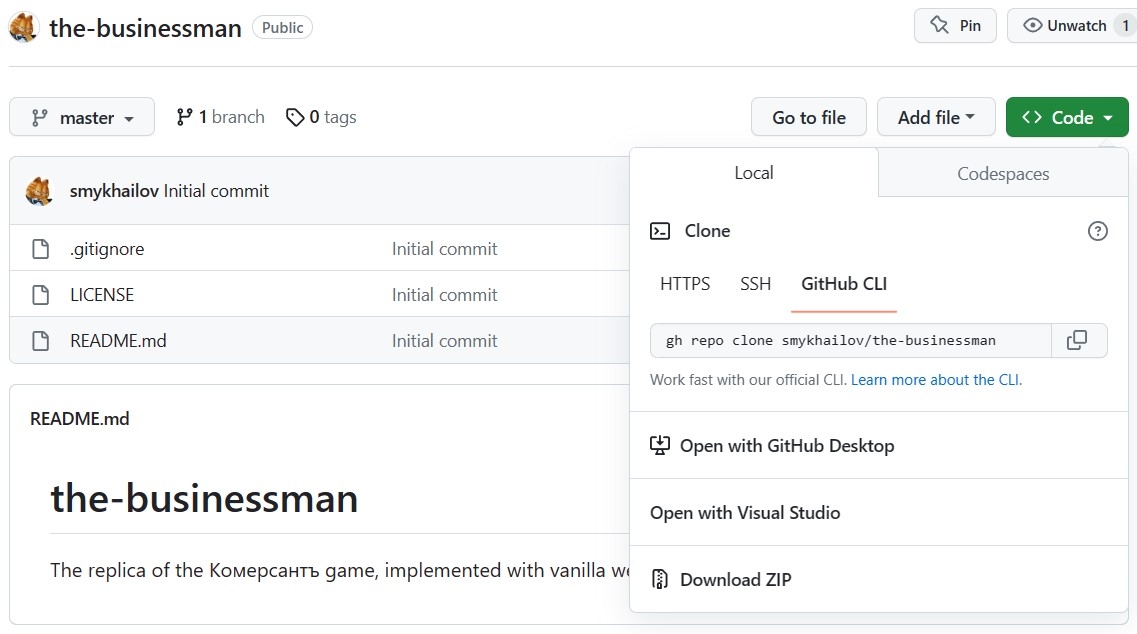 the-businessman Public Pin Unwatch 1
master 1 branch 0 tags Go to file Add file Code
smykhailov Initial commit
.gitignore Initial commit
LICENSE Initial commit
README.md Initial commit
README.md
the-businessman
The replica of the Комерсантъ game, implemented with vanilla
Local Codespaces
Clone
HTTPS SSH GitHub CLI
gh repo clone smykhailov/the-businessman
Work fast with our official CLI. Learn more about the CLI.
Open with GitHub Desktop
Open with Visual Studio
Download ZIP